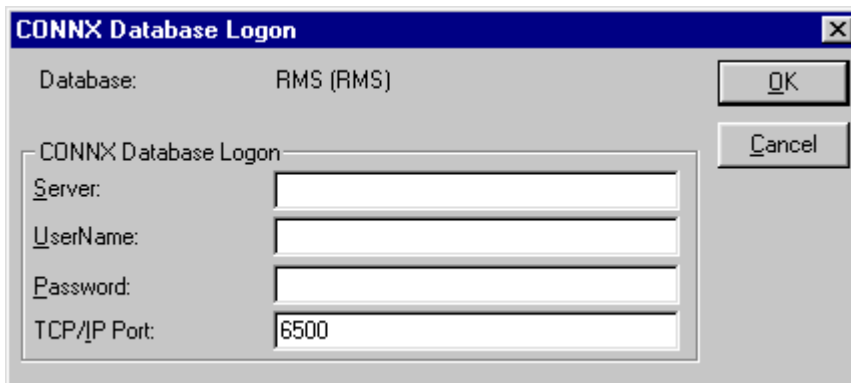 CONNX Database Logon
Database: RMS (RMS)
OK
Cancel
CONNX Database Logon
Server:
UserName:
Password:
TCP/IP Port: 6500